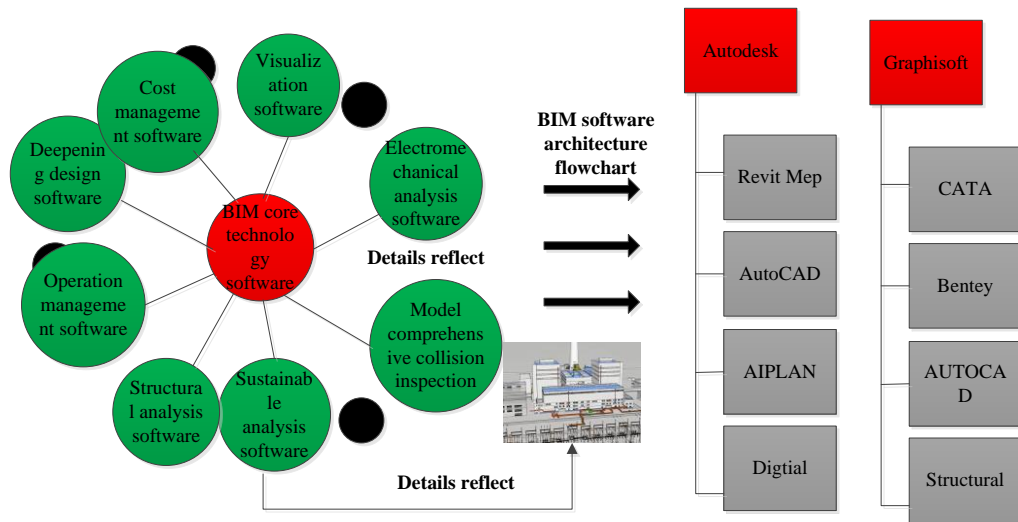 Visualiz
ation
software
Cost
manageme
nt software
Deepenin
g design
software
Electrome
chanical
analysis
software
BIM core
technolo
gy
software
Details reflect
Operation
manageme
nt software
Model
comprehens
ive collision
inspection
Structura
l analysis
software
Sustainab
le
analysis
software
Details reflect
BIM software
architecture
flowchart
Autodesk
Revit Mep
AutoCAD
AIPLAN
Digtial
Graphisoft
CATA
Bentey
AUTOCA
D
Structural